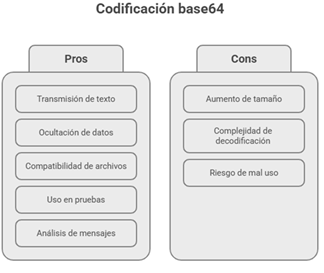 Codificación base64
Pros
Transmisión de texto
Ocultación de datos
Compatibilidad de archivos
Uso en pruebas
Análisis de mensajes
Cons
Aumento de tamaño
Complejidad de
decodificación
Riesgo de mal uso